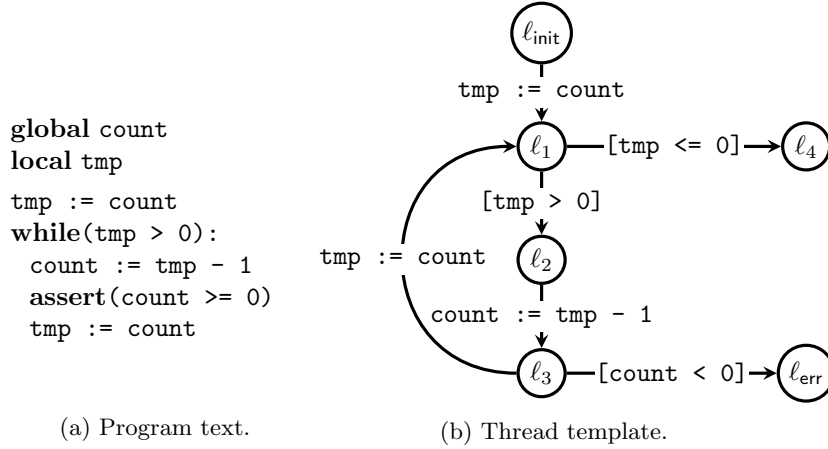 global count
local tmp
tmp := count
while(tmp > 0):
count := tmp - 1
assert(count >= 0)
tmp := count
(a) Program text.
ℓinit
tmp := count
ℓ1
[tmp <= 0]
ℓ4
[tmp > 0]
tmp := count
ℓ2
count := tmp - 1
ℓ3
[count < 0]
ℓerr
(b) Thread template.